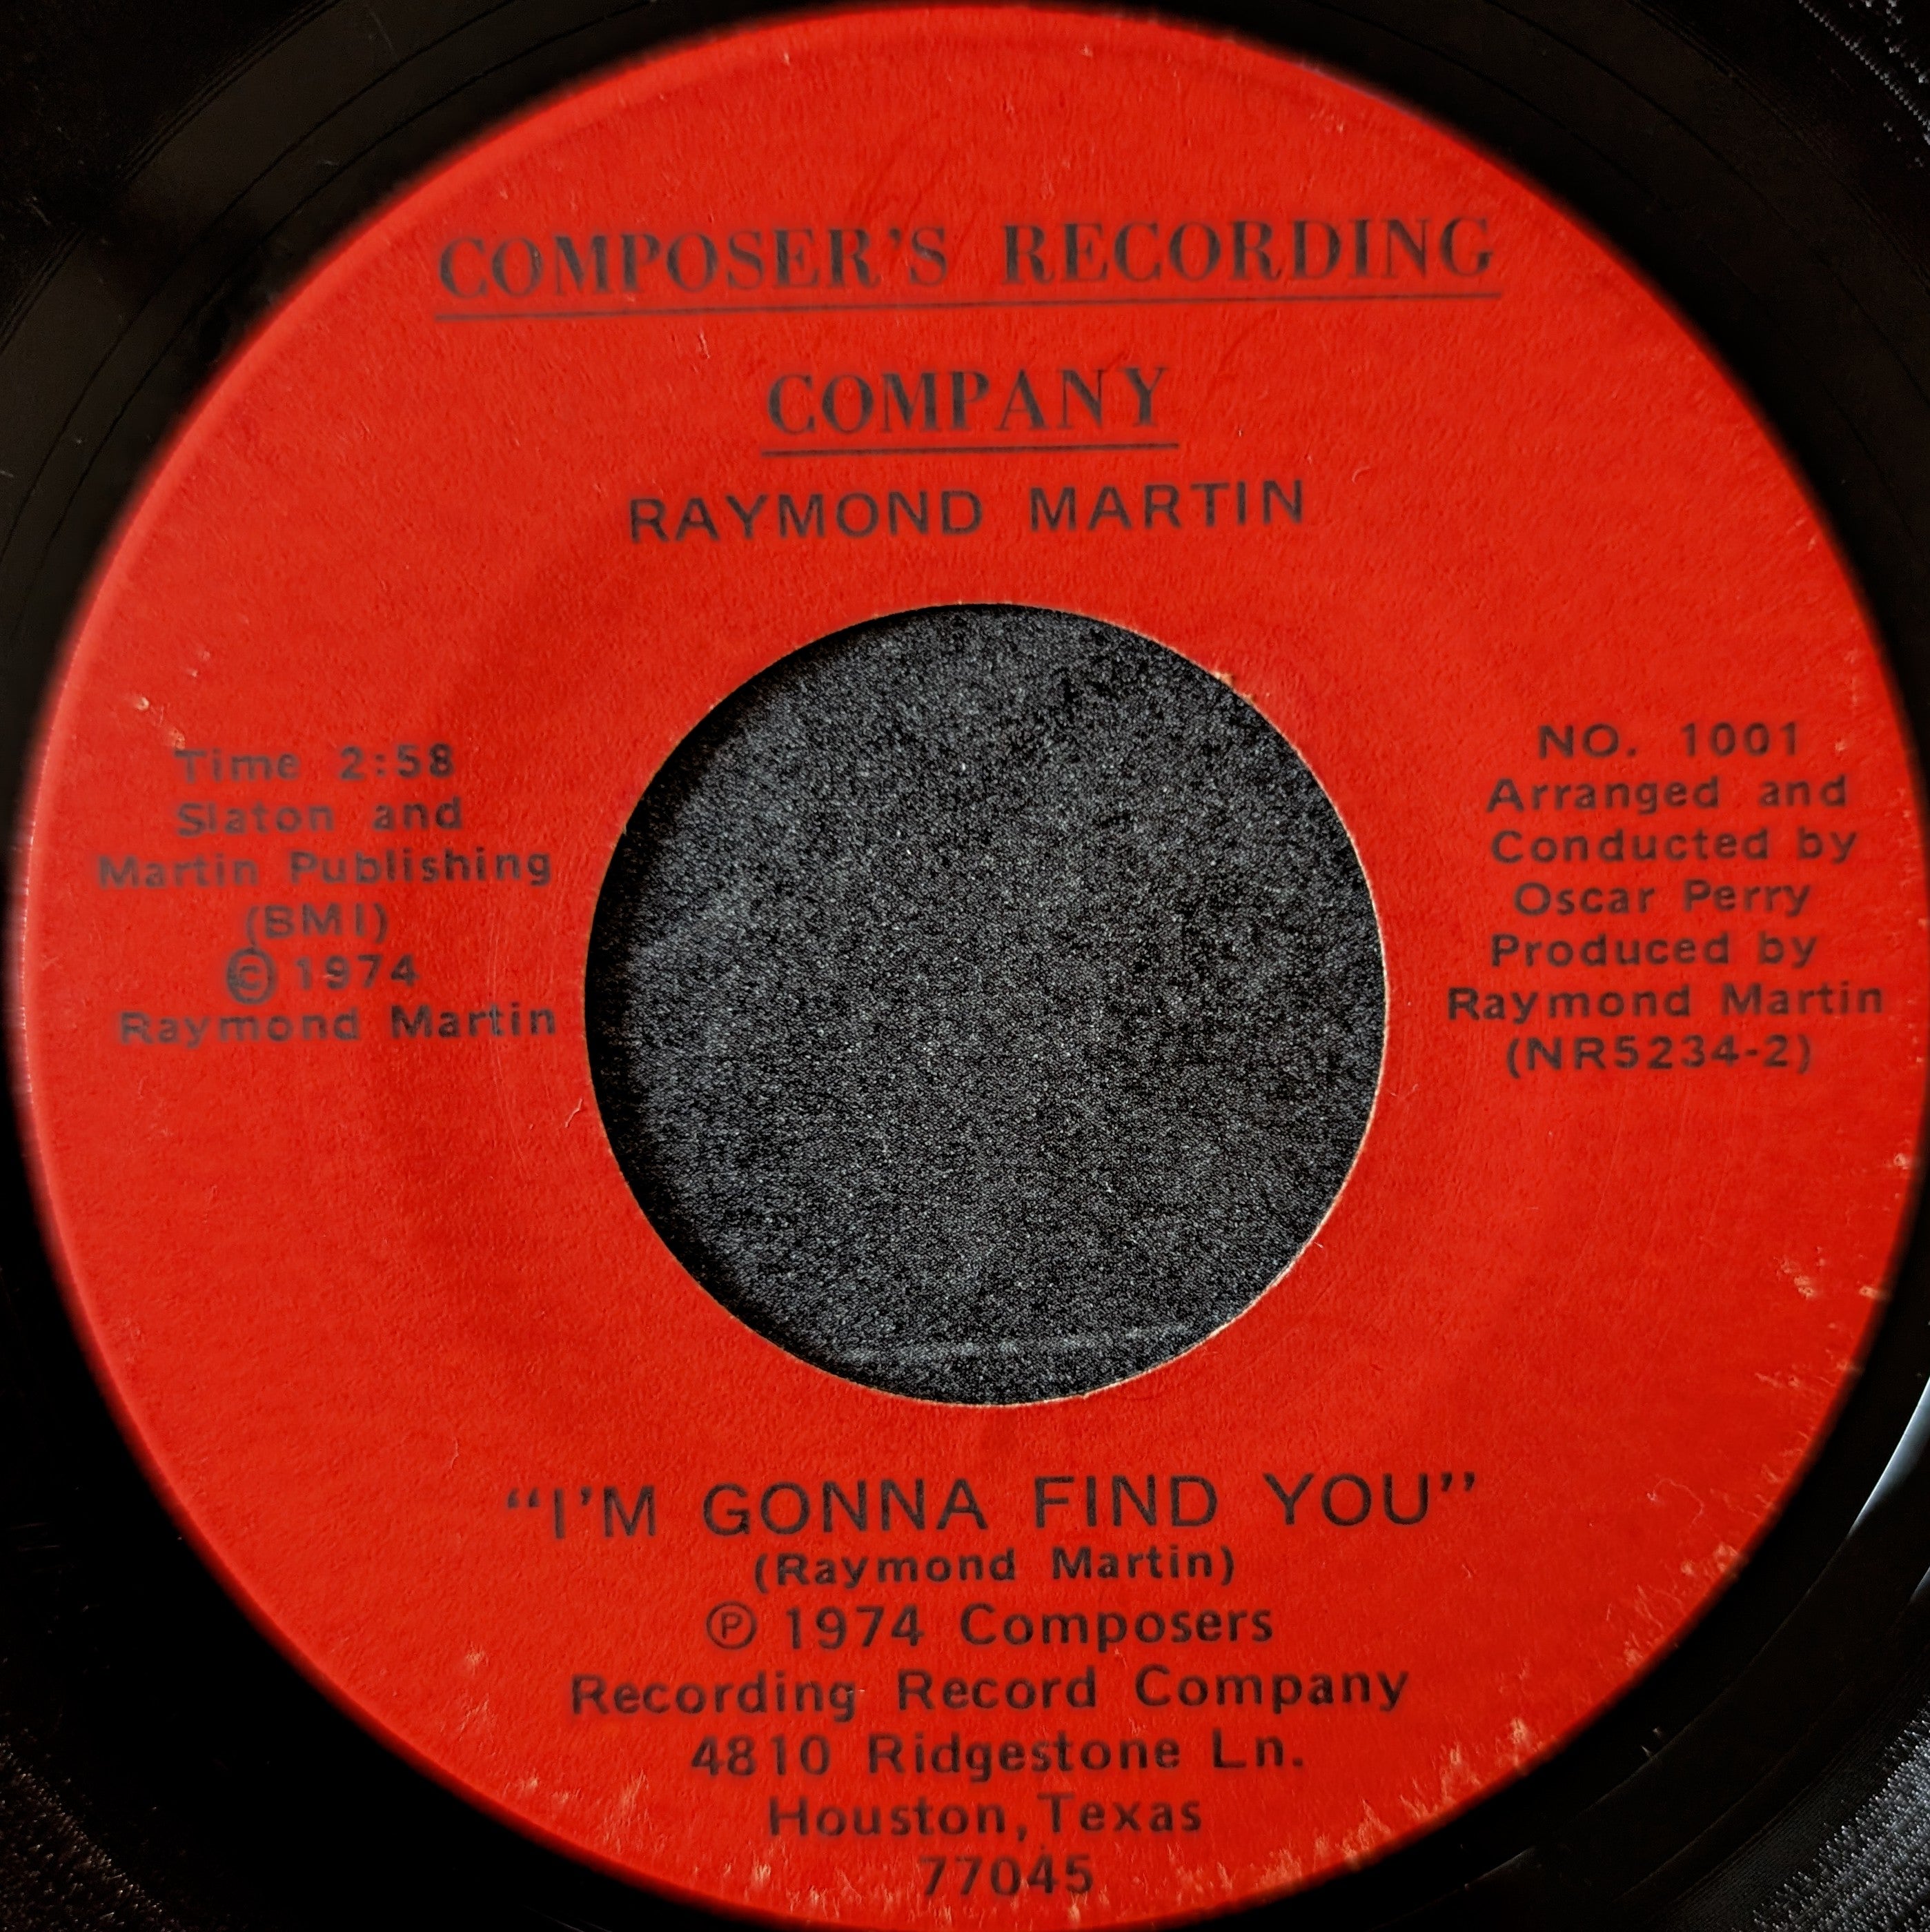 COMPOSER'S RECORDING
COMPANY
RAYMOND MARTIN
Time 2:58
Slaton and
Martin Publishing
(BMI)
© 1974
Raymond Martin
NO. 1001
Arranged and
Conducted by
Oscar Perry
Produced by
Raymond Martin
(NR5234-2)
“I’M GONNA FIND YOU”
(Raymond Martin)
℗ 1974 Composers
Recording Record Company
4810 Ridgestone Ln.
Houston, Texas
77045